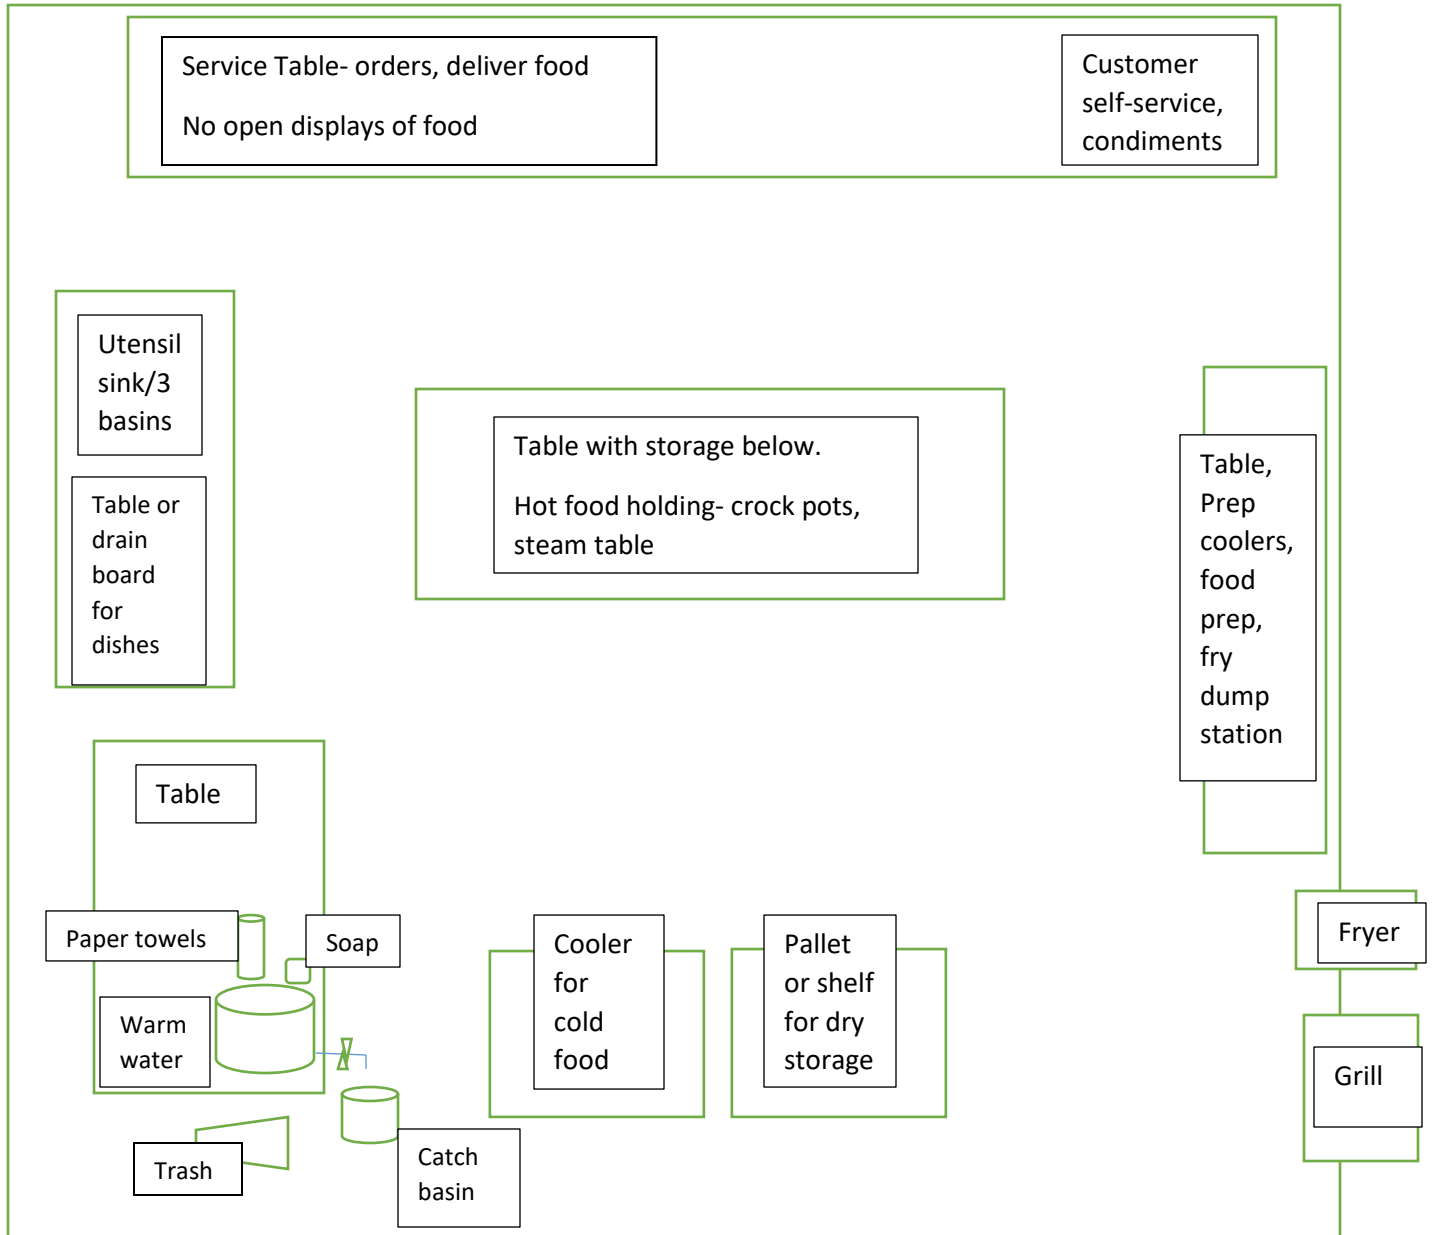 Service Table- orders, deliver food
No open displays of food
Customer
self-service,
condiments
Utensil
sink/3
basins
Table or
drain
board
for
dishes
Table with storage below.
Hot food holding- crock pots,
steam table
Table,
Prep
coolers,
food
prep,
fry
dump
station
Table
Paper towels
Soap
Warm
water
Trash
Catch
basin
Cooler
for
cold
food
Pallet
or shelf
for dry
storage
Fryer
Grill